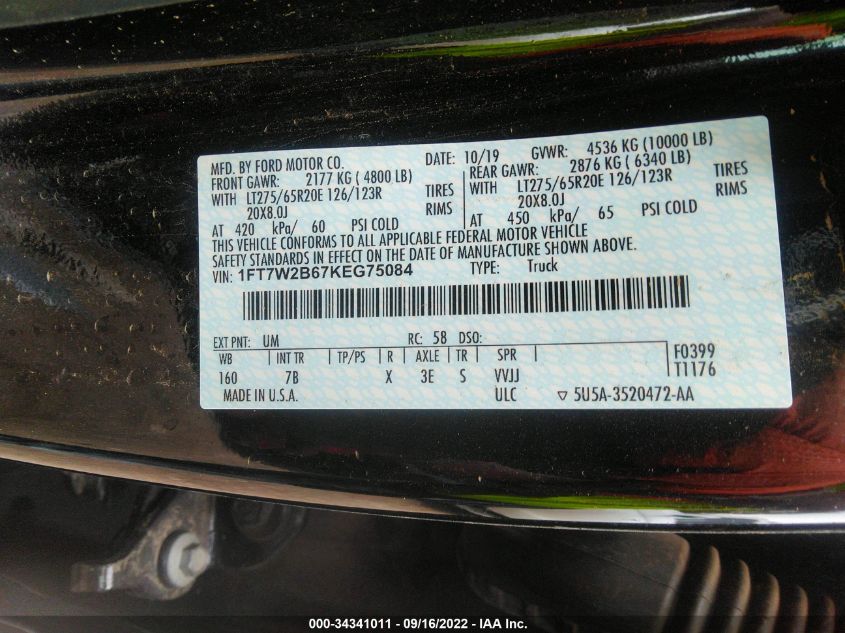 MFD. BY FORD MOTOR CO. DATE: 10/19 GVWR: 4536 KG (10000 LB)
FRONT GAWR: 2177 KG ( 4800 LB) REAR GAWR: 2876 KG ( 6340 LB)
WITH LT275/65R20E 126/123R TIRES WITH LT275/65R20E 126/123R TIRES
20X8.0J RIMS 20X8.0J RIMS
AT 420 kPa/ 60 PSI COLD AT 450 kPa/ 65 PSI COLD
THIS VEHICLE CONFORMS TO ALL APPLICABLE FEDERAL MOTOR VEHICLE
SAFETY STANDARDS IN EFFECT ON THE DATE OF MANUFACTURE SHOWN ABOVE.
VIN: 1FT7W2B67KEG75084 TYPE: Truck
EXT PNT: UM RC: 58 DSO:
WB INT TR TP/PS R AXLE TR SPR F0399
160 7B X 3E S VVJJ T1176
MADE IN U.S.A. ULC ▽ 5U5A-3520472-AA
000-34341011 - 09/16/2022 - IAA Inc.